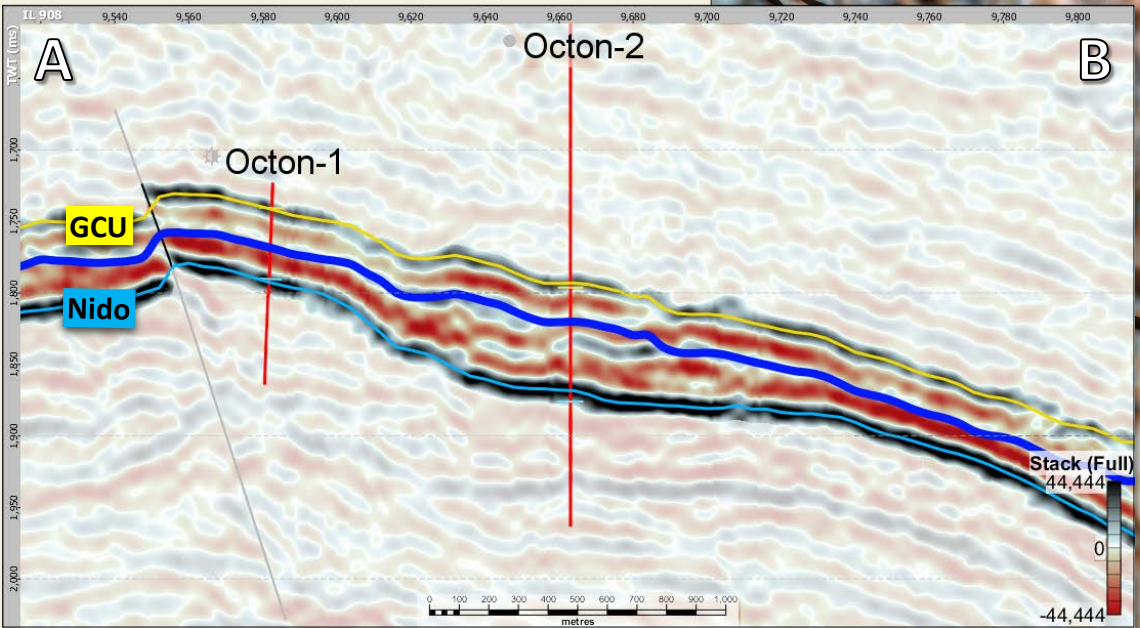 IL 908
9,540 9,560 9,580 9,600 9,620 9,640 9,660 9,680 9,700 9,720 9,740 9,760 9,780 9,800
TWT (ms)
A
Octon-2
B
1,700
Octon-1
1,750
GCU
1,800
Nido
1,850
1,900
Stack (Full)
44,444
1,950
0
2,000
0 100 200 300 400 500 600 700 800 900 1,000
-44,444
metres